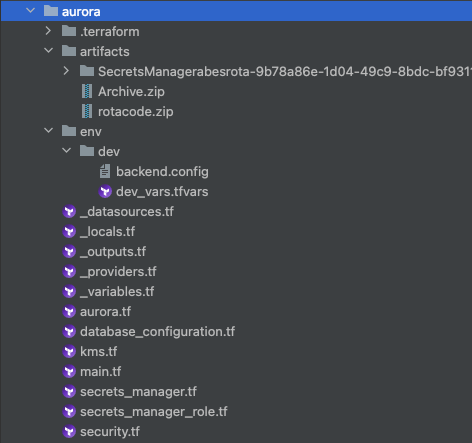 aurora
.terraform
artifacts
SecretsManagerabesrota-9b78a86e-1d04-49c9-8bdc-bf931
Archive.zip
rotacode.zip
env
dev
backend.config
dev_vars.tfvars
_datasources.tf
_locals.tf
_outputs.tf
_providers.tf
_variables.tf
aurora.tf
database_configuration.tf
kms.tf
main.tf
secrets_manager.tf
secrets_manager_role.tf
security.tf